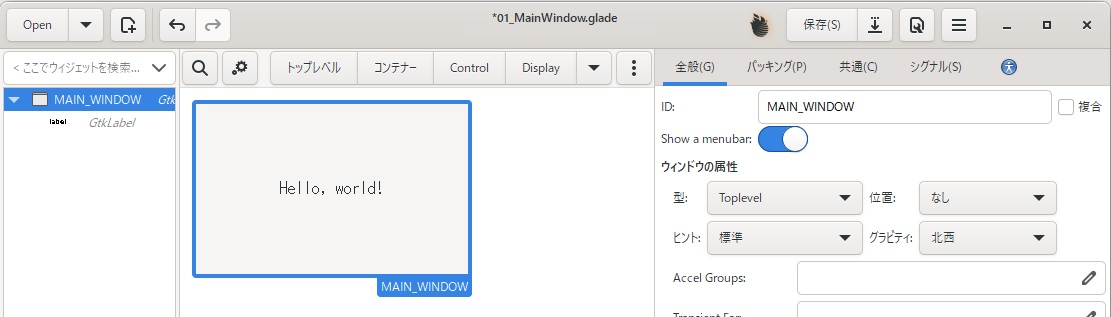 Open
*01_MainWindow.glade
保存(S)
< ここでウィジェットを検索...
トップレベル
コンテナー
Control
Display
全般(G)
パッキング(P)
共通(C)
シグナル(S)
MAIN_WINDOW
label
GtkLabel
Hello, world!
MAIN_WINDOW
ID:
MAIN_WINDOW
複合
Show a menubar:
ウィンドウの属性
型:
Toplevel
位置:
なし
ヒント:
標準
グラビティ:
北西
Accel Groups: